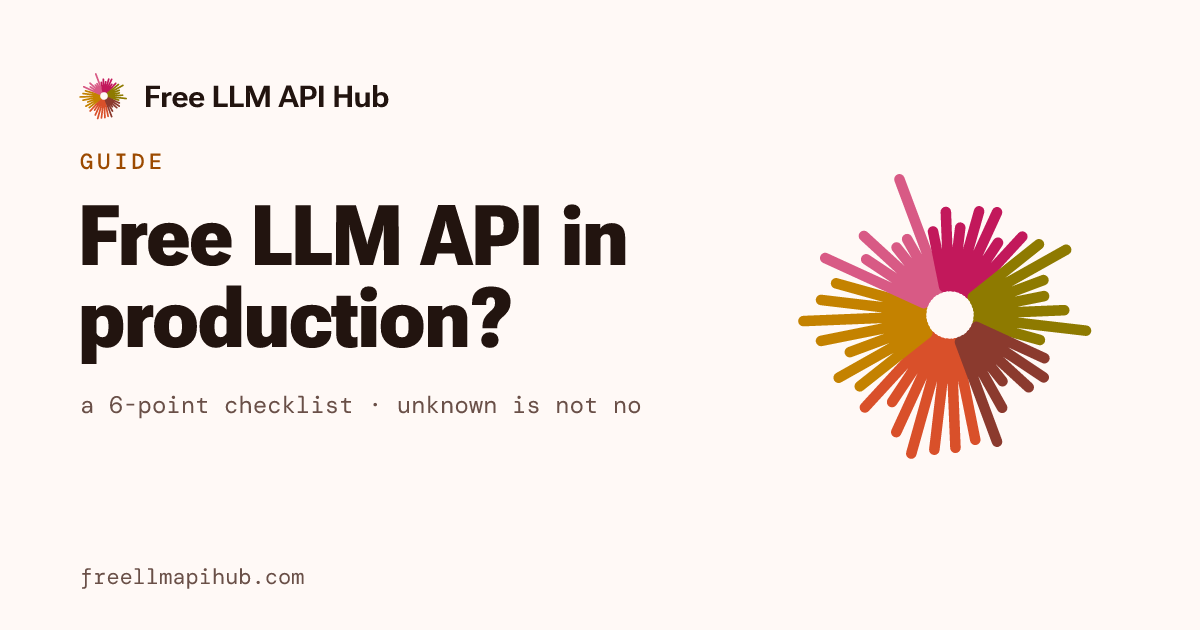 Free LLM API Hub
GUIDE
Free LLM API in
production?
a 6-point checklist · unknown is not no
freellmapihub.com